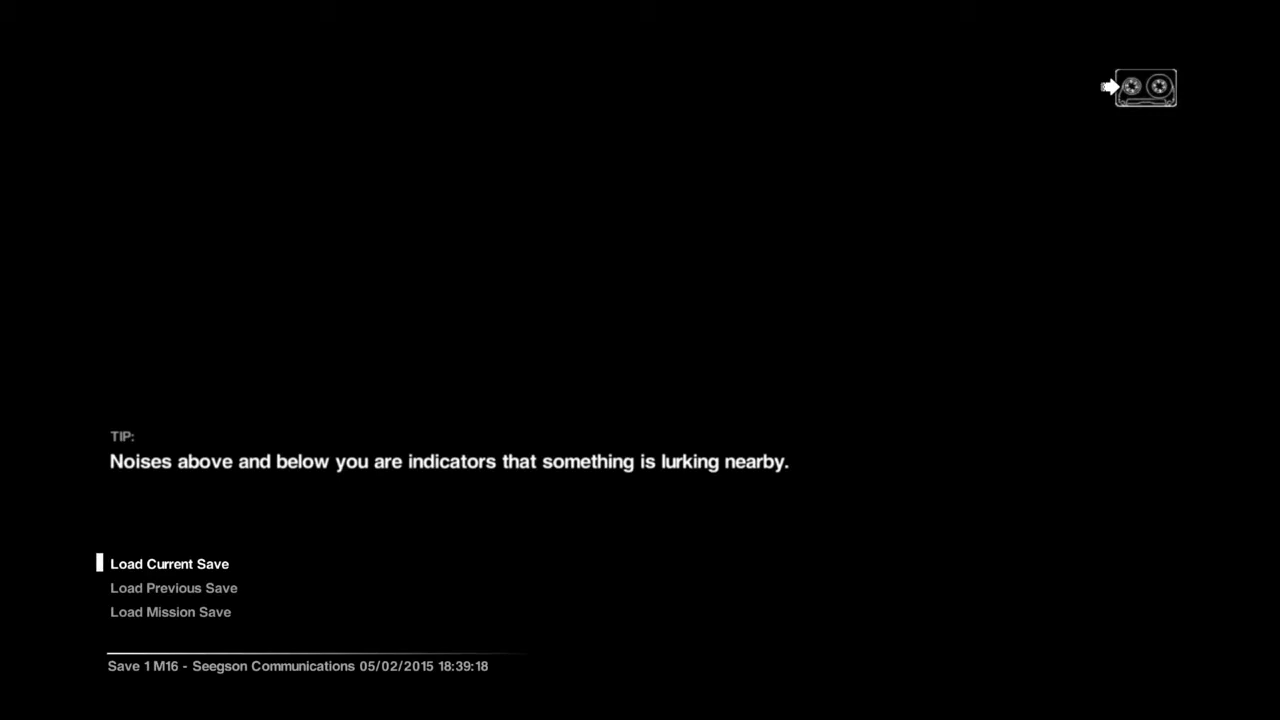 TIP:
Noises above and below you are indicators that something is lurking nearby.
Load Current Save
Load Previous Save
Load Mission Save
Save 1 M16 - Seegson Communications 05/02/2015 18:39:18